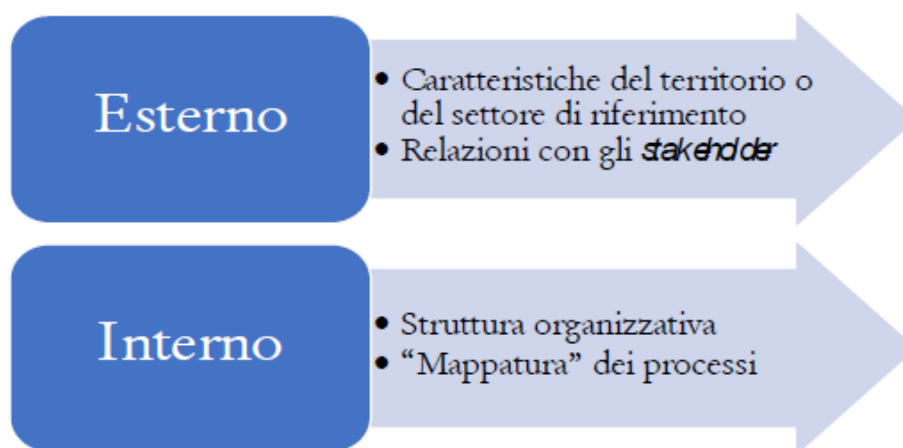 Esterno
• Caratteristiche del territorio o
del settore di riferimento
• Relazioni con gli stakeholder
Interno
• Struttura organizzativa
• “Mappatura” dei processi